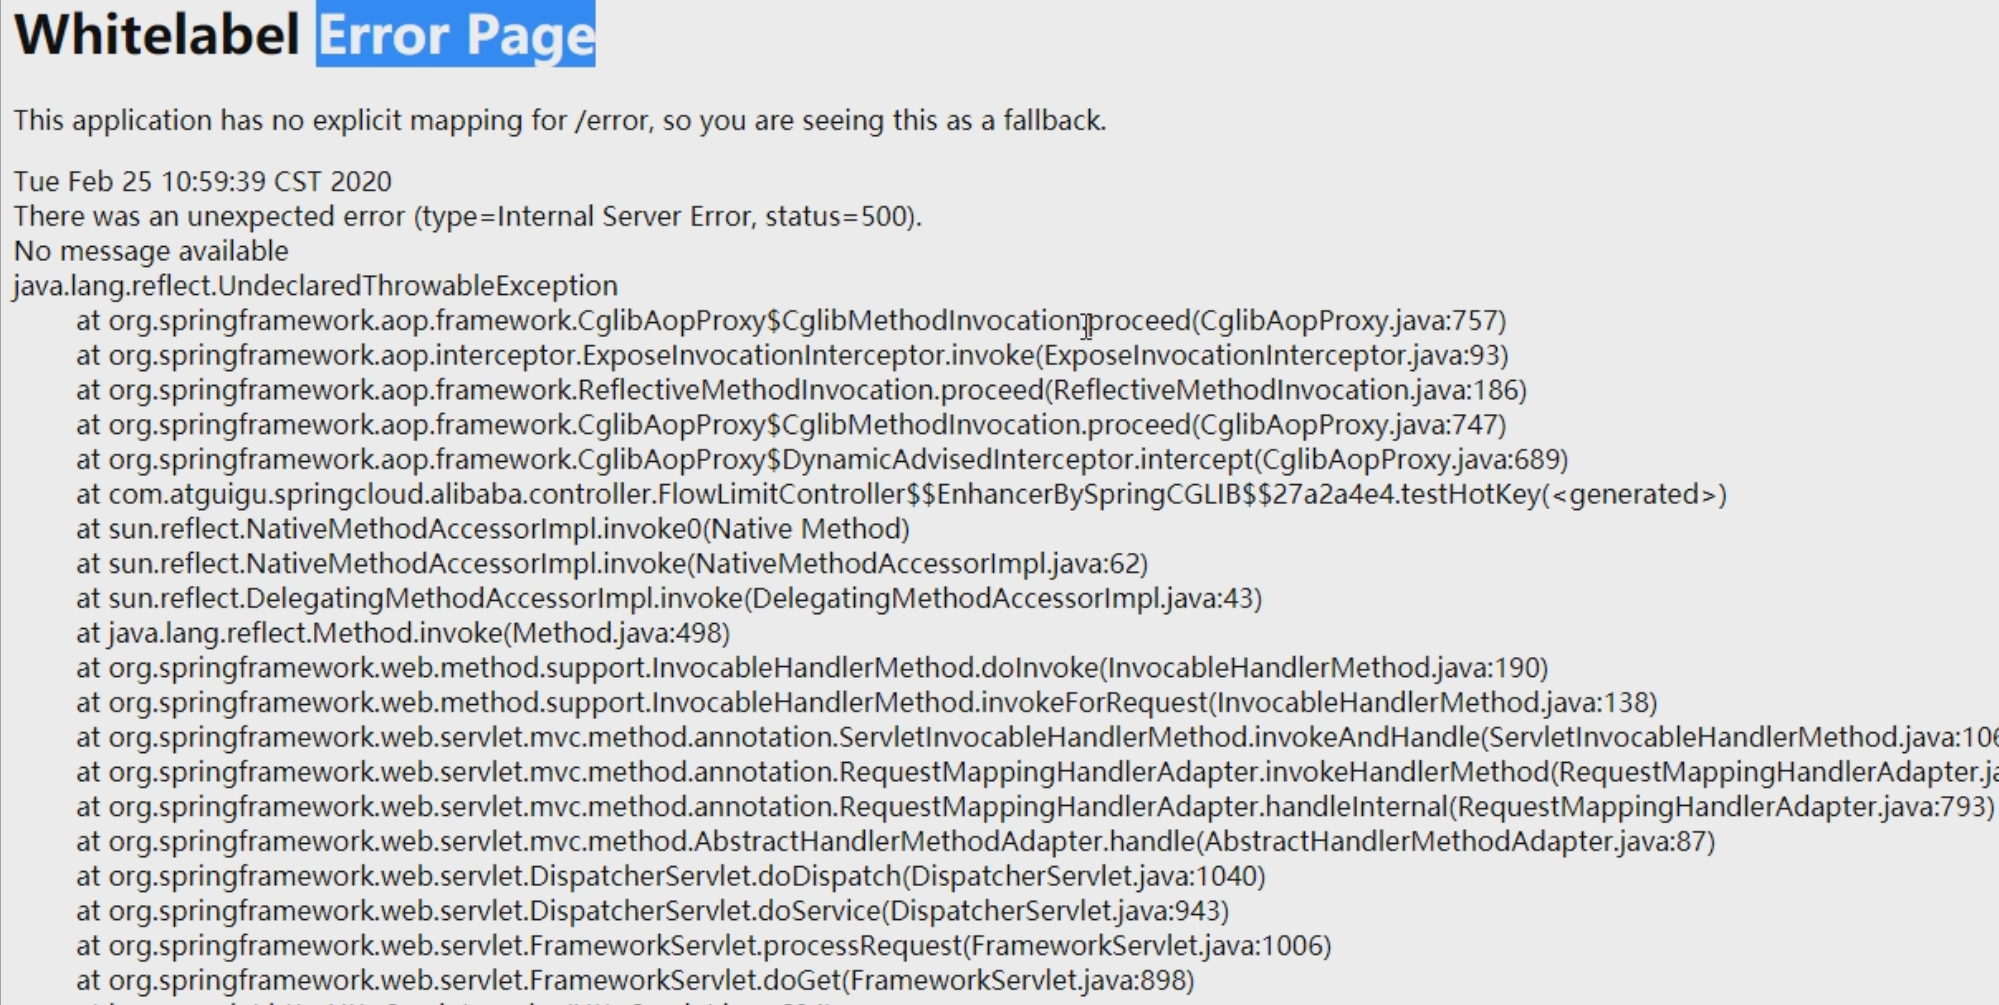 Whitelabel Error Page
This application has no explicit mapping for /error, so you are seeing this as a fallback.
Tue Feb 25 10:59:39 CST 2020
There was an unexpected error (type=Internal Server Error, status=500).
No message available
java.lang.reflect.UndeclaredThrowableException
at org.springframework.aop.framework.CglibAopProxy$CglibMethodInvocation.proceed(CglibAopProxy.java:757)
at org.springframework.aop.interceptor.ExposeInvocationInterceptor.invoke(ExposeInvocationInterceptor.java:93)
at org.springframework.aop.framework.ReflectiveMethodInvocation.proceed(ReflectiveMethodInvocation.java:186)
at org.springframework.aop.framework.CglibAopProxy$CglibMethodInvocation.proceed(CglibAopProxy.java:747)
at org.springframework.aop.framework.CglibAopProxy$DynamicAdvisedInterceptor.intercept(CglibAopProxy.java:689)
at com.atguigu.springcloud.alibaba.controller.FlowLimitController$$EnhancerBySpringCGLIB$$27a2a4e4.testHotKey(<generated>)
at sun.reflect.NativeMethodAccessorImpl.invoke0(Native Method)
at sun.reflect.NativeMethodAccessorImpl.invoke(NativeMethodAccessorImpl.java:62)
at sun.reflect.DelegatingMethodAccessorImpl.invoke(DelegatingMethodAccessorImpl.java:43)
at java.lang.reflect.Method.invoke(Method.java:498)
at org.springframework.web.method.support.InvocableHandlerMethod.doInvoke(InvocableHandlerMethod.java:190)
at org.springframework.web.method.support.InvocableHandlerMethod.invokeForRequest(InvocableHandlerMethod.java:138)
at org.springframework.web.servlet.mvc.method.annotation.ServletInvocableHandlerMethod.invokeAndHandle(ServletInvocableHandlerMethod.java:106
at org.springframework.web.servlet.mvc.method.annotation.RequestMappingHandlerAdapter.invokeHandlerMethod(RequestMappingHandlerAdapter.ja
at org.springframework.web.servlet.mvc.method.annotation.RequestMappingHandlerAdapter.handleInternal(RequestMappingHandlerAdapter.java:793)
at org.springframework.web.servlet.mvc.method.AbstractHandlerMethodAdapter.handle(AbstractHandlerMethodAdapter.java:87)
at org.springframework.web.servlet.DispatcherServlet.doDispatch(DispatcherServlet.java:1040)
at org.springframework.web.servlet.DispatcherServlet.doService(DispatcherServlet.java:943)
at org.springframework.web.servlet.FrameworkServlet.processRequest(FrameworkServlet.java:1006)
at org.springframework.web.servlet.FrameworkServlet.doGet(FrameworkServlet.java:898)